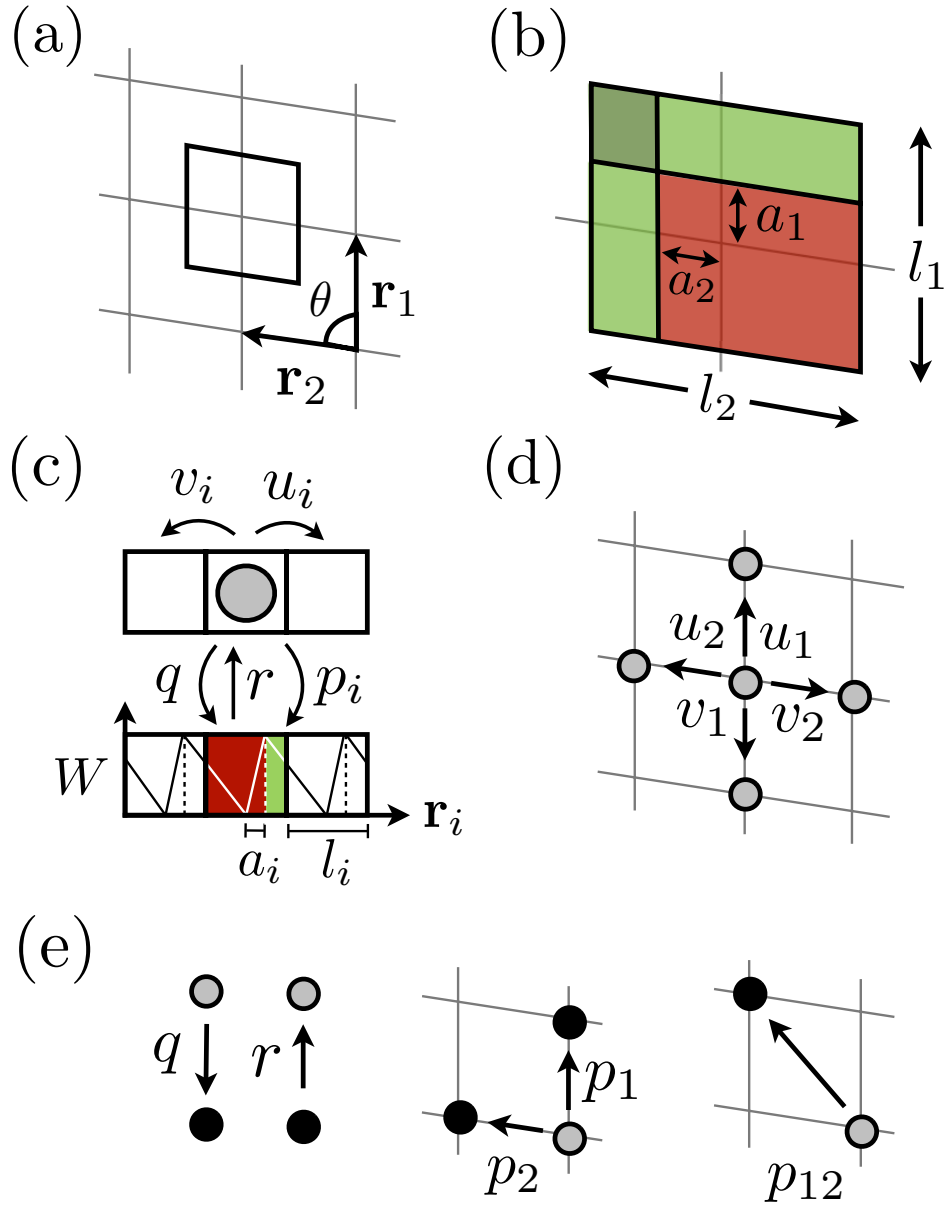 (a)
θ
r₁
r₂
(b)
a₁
a₂
l₁
l₂
(c)
vᵢ uᵢ
q r pᵢ
W
rᵢ
aᵢ lᵢ
(d)
u₂ u₁
v₁ v₂
(e)
q r p₁
p₂ p₁₂